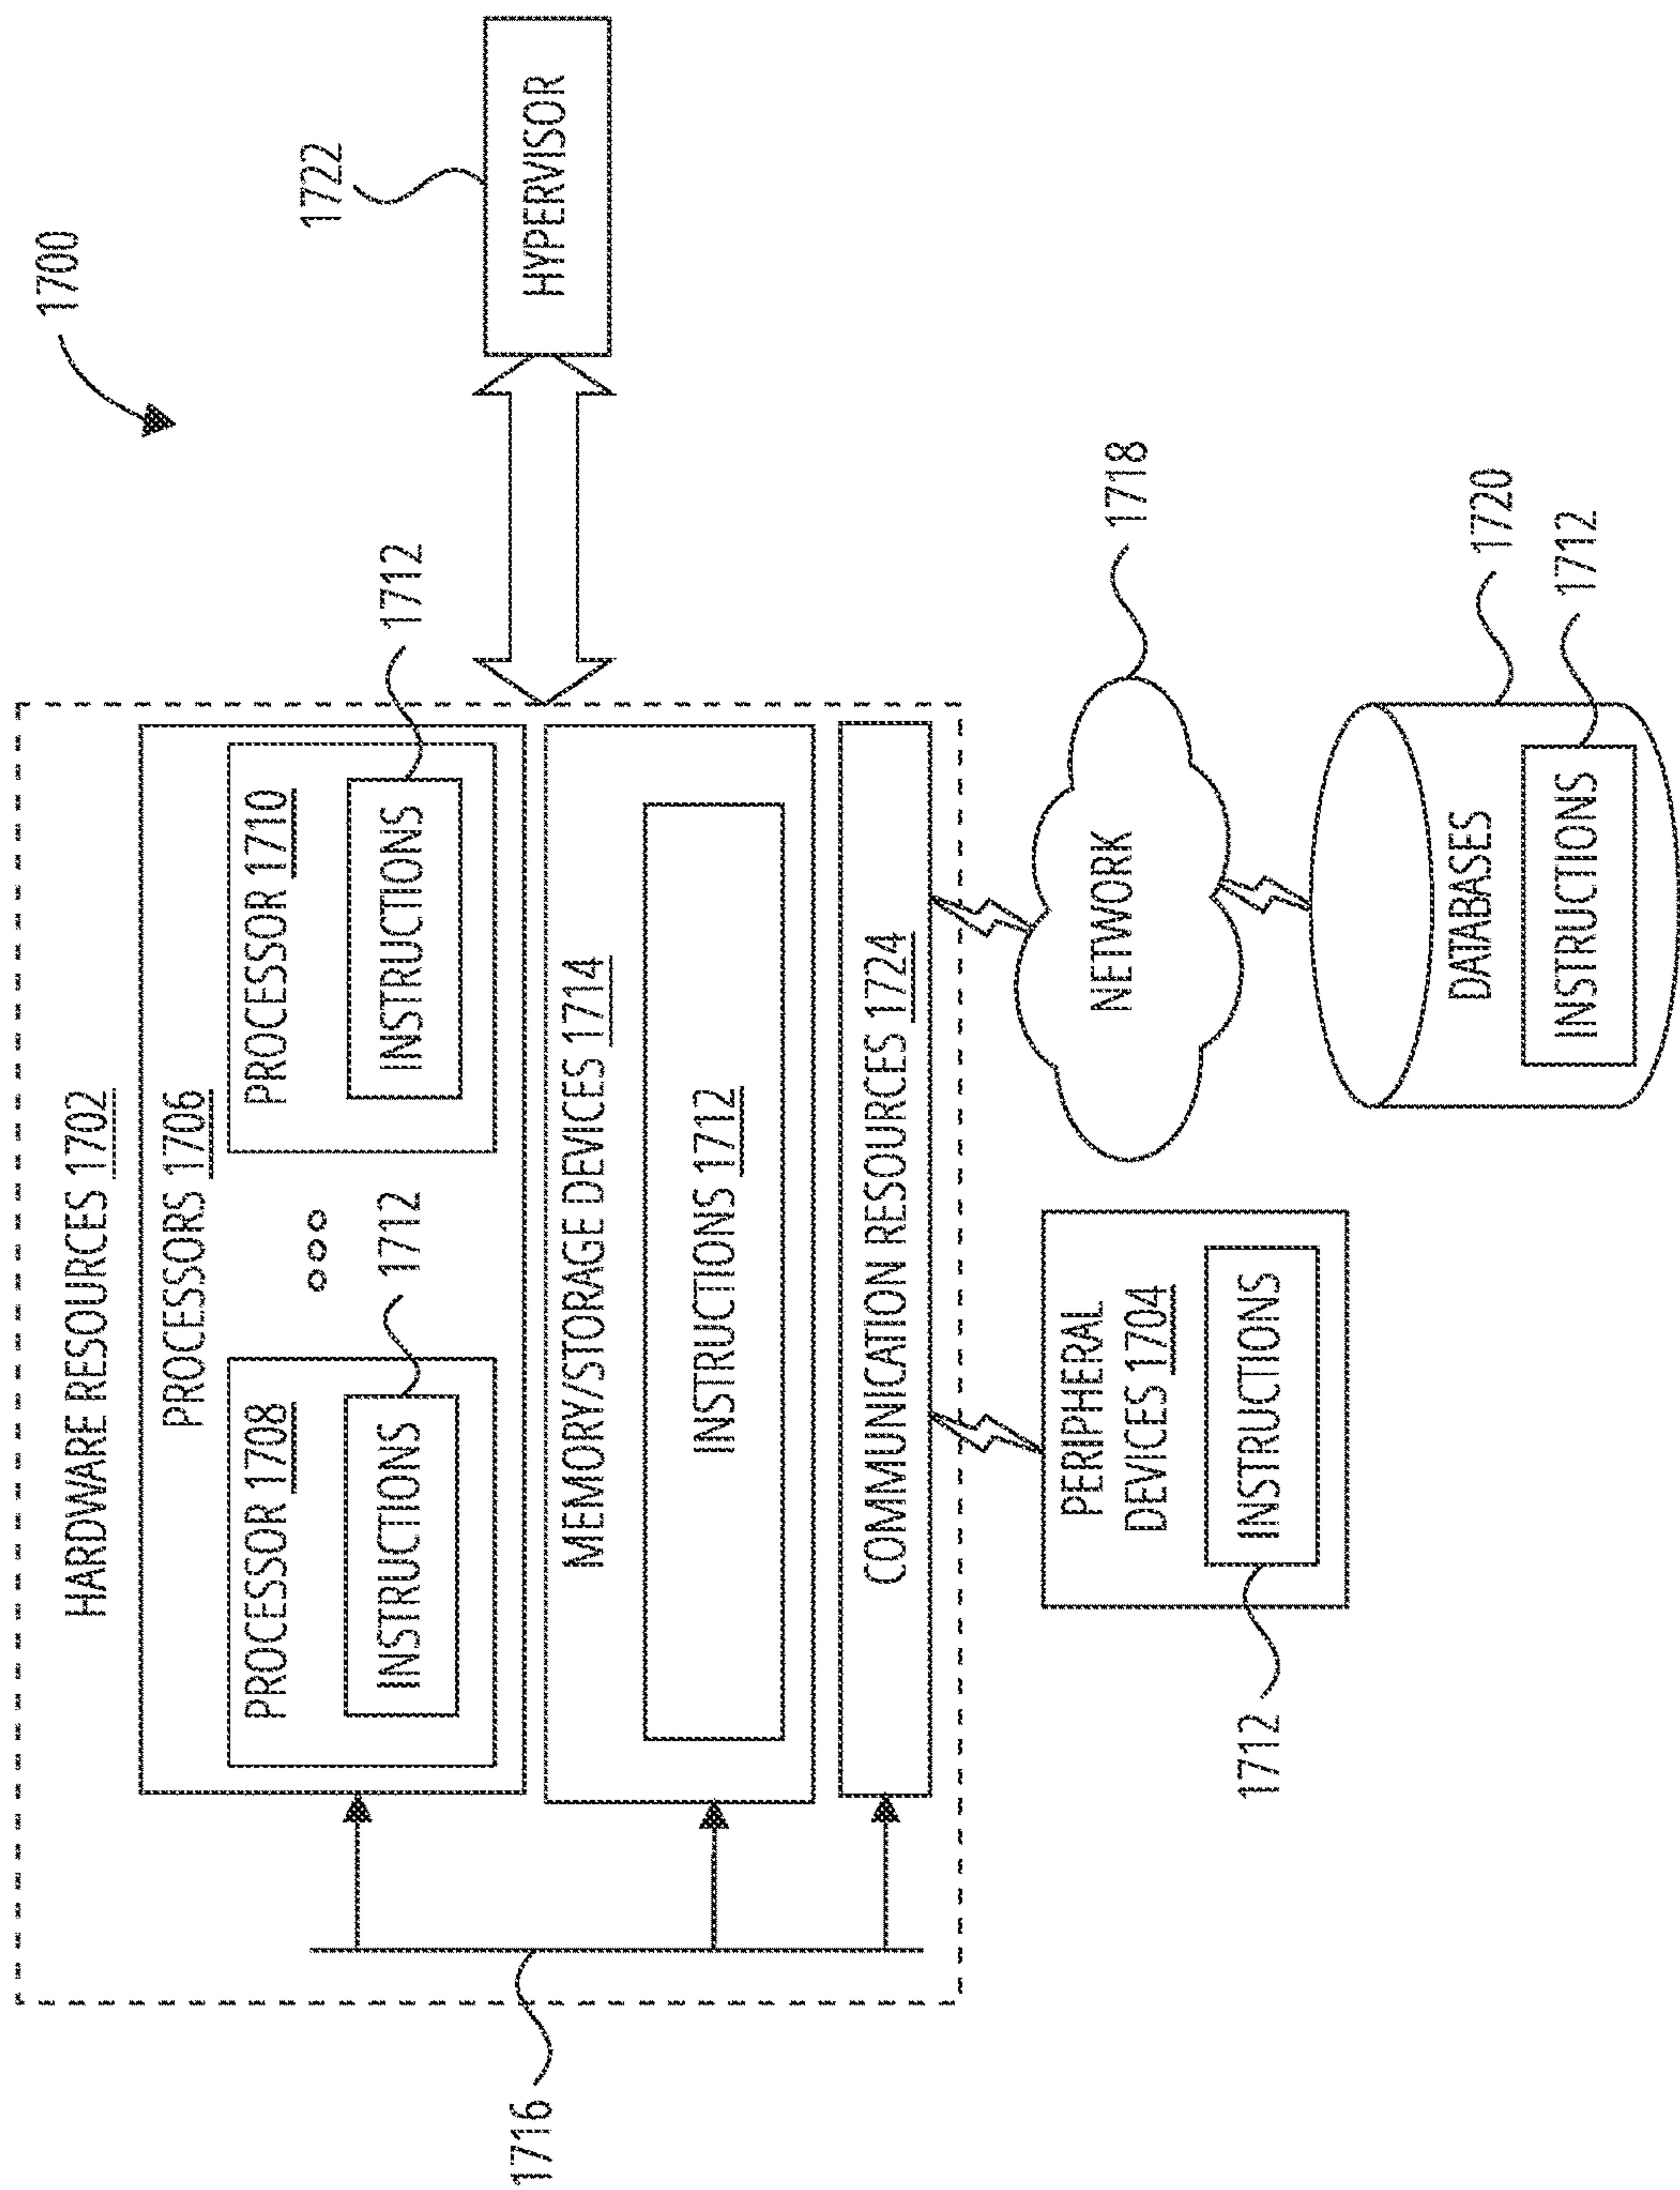 1700
HARDWARE RESOURCES 1702
PROCESSORS 1706
PROCESSOR 1708
INSTRUCTIONS
1712
PROCESSOR 1710
INSTRUCTIONS
1712
1722
HYPERVISOR
MEMORY/STORAGE DEVICES 1714
INSTRUCTIONS 1712
1716
COMMUNICATION RESOURCES 1724
PERIPHERAL
DEVICES 1704
INSTRUCTIONS
1712
NETWORK
1718
DATABASES
1720
INSTRUCTIONS
1712